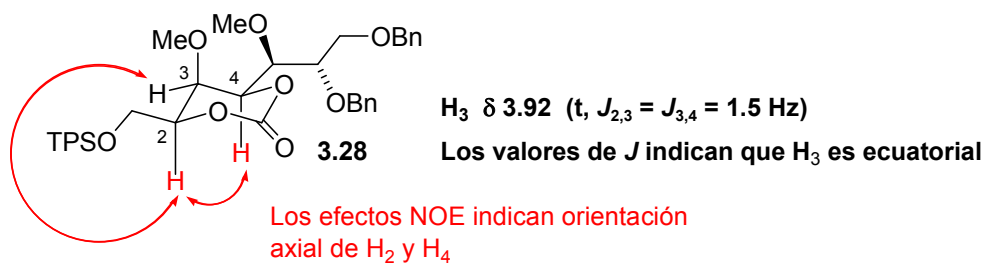 MeO
MeO
OBn
3
4
H
O
OBn
TPSO
2
O
O
H
H
3.28
H₃ δ 3.92 (t, J₂,₃ = J₃,₄ = 1.5 Hz)
Los valores de J indican que H₃ es ecuatorial
Los efectos NOE indican orientación
axial de H₂ y H₄